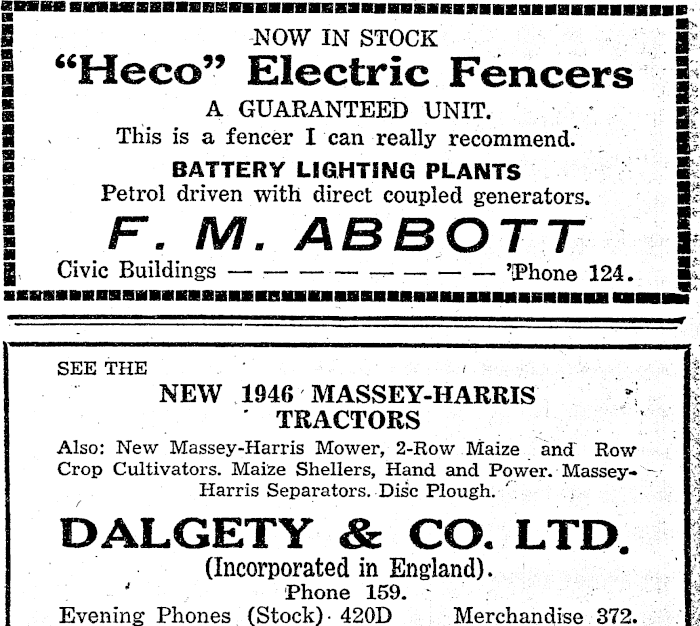 NOW IN STOCK
“Heco” Electric Fencers
A GUARANTEED UNIT.
This is a fencer I can really recommend.
BATTERY LIGHTING PLANTS
Petrol driven with direct coupled generators.
F. M. ABBOTT
Civic Buildings — — — — — — — ’Phone 124.
SEE THE
NEW 1946 MASSEY-HARRIS
TRACTORS
Also: New Massey-Harris Mower, 2-Row Maize and Row
Crop Cultivators. Maize Shellers, Hand and Power. Massey-
Harris Separators. Disc Plough.
DALGETY & CO. LTD.
(Incorporated in England).
Phone 159.
Evening Phones (Stock) 420D Merchandise 372.